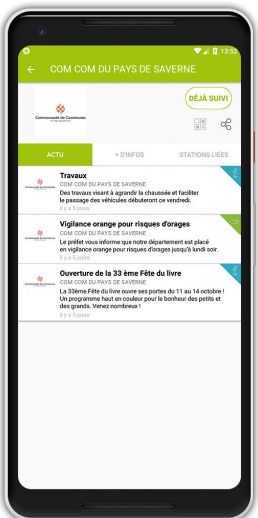 13:52
COM COM DU PAYS DE SAVERNE
Communauté de Communes
DÉJÀ SUIVI
ACTU
+ D'INFOS
STATIONS LIÉES
Travaux
COM COM DU PAYS DE SAVERNE
Des travaux visant à agrandir la chaussée et faciliter
le passage des véhicules débuteront ce vendredi.
Il y a 5 jours
Vigilance orange pour risques d'orages
COM COM DU PAYS DE SAVERNE
Le préfet vous informe que notre département est placé
en vigilance orange pour risques d'orages jusqu'à lundi soir.
Il y a 5 jours
Ouverture de la 33 ème Fête du livre
COM COM DU PAYS DE SAVERNE
La 33ème Fête du livre ouvre ses portes du 11 au 14 octobre !
Un programme haut en couleur pour le bonheur des petits et
des grands. Venez nombreux !
Il y a 5 jours